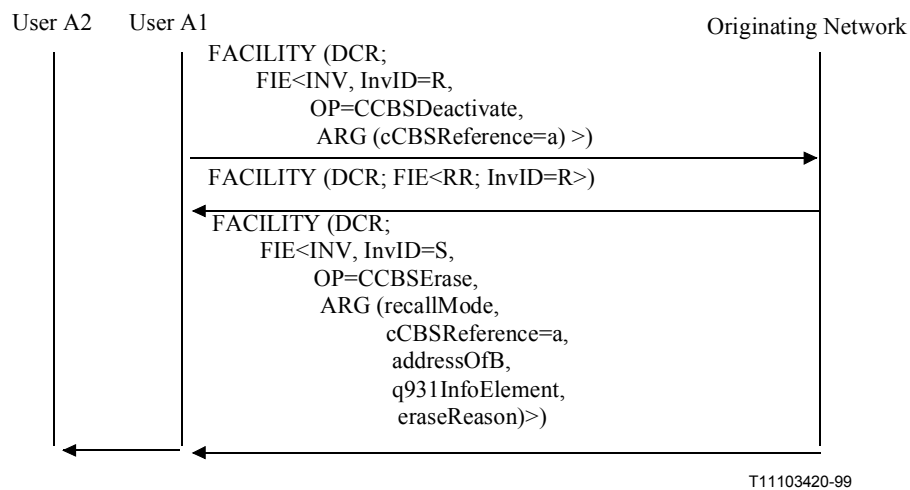 User A2
User A1
Originating Network
FACILITY (DCR;
FIE<INV, InvID=R,
OP=CCBSDeactivate,
ARG (cCBSReference=a) >)
FACILITY (DCR; FIE<RR; InvID=R>)
FACILITY (DCR;
FIE<INV, InvID=S,
OP=CCBSErase,
ARG (recallMode,
cCBSReference=a,
addressOfB,
q931InfoElement,
eraseReason)>)
T11103420-99